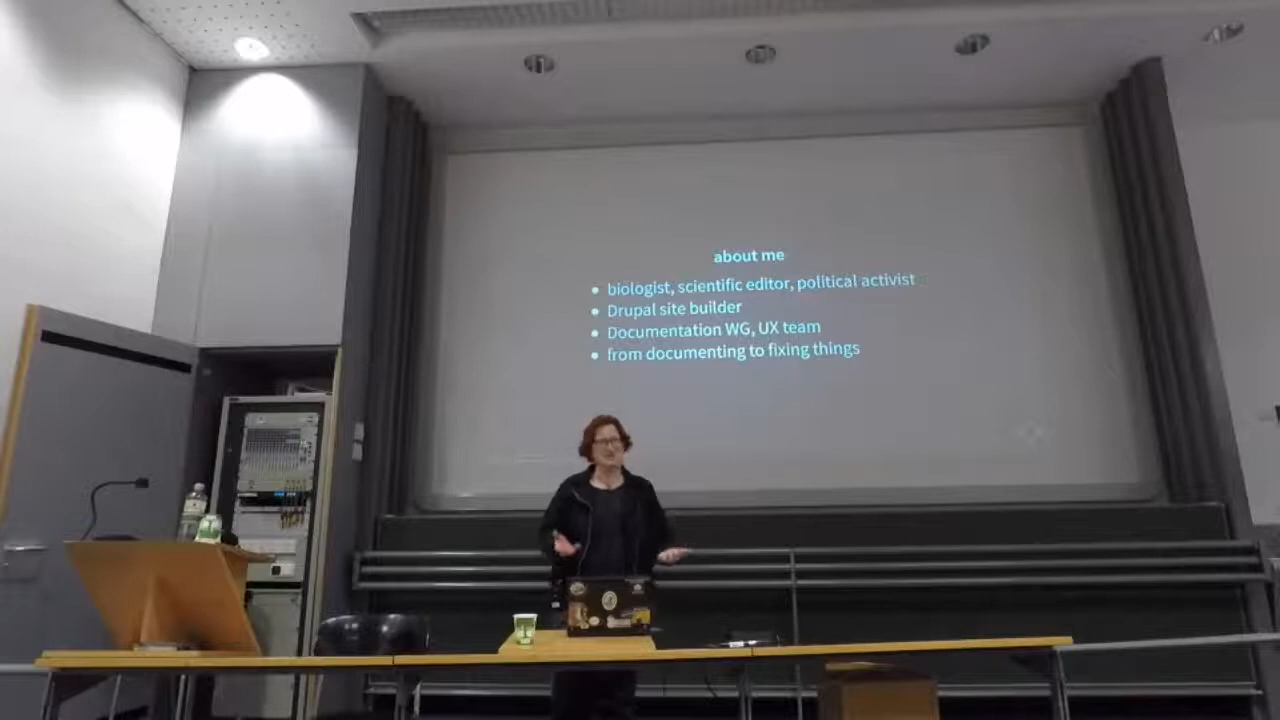 about me
biologist, scientific editor, political activist
Drupal site builder
Documentation WG, UX team
from documenting to fixing things